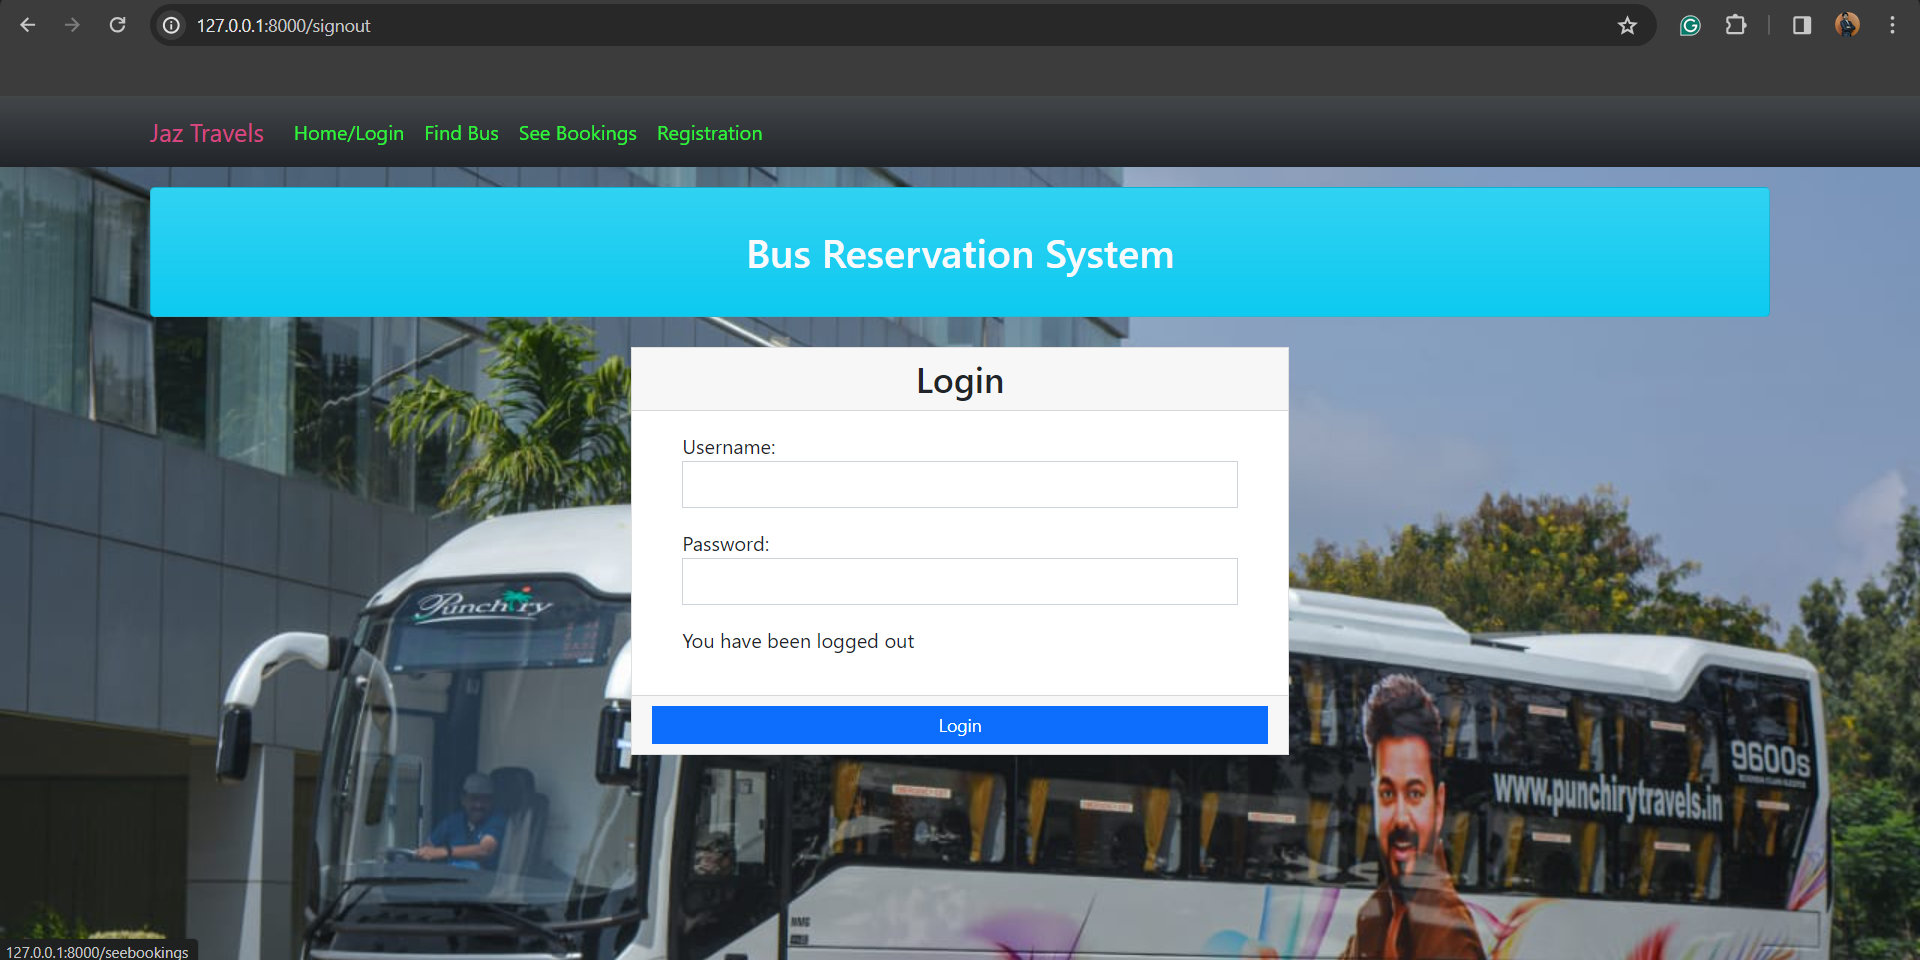 127.0.0.1:8000/signout
Jaz Travels Home/Login Find Bus See Bookings Registration
Bus Reservation System
Login
Username:
Password:
You have been logged out
Login
Punchiry
9600s
www.punchirytravels.in
127.0.0.1:8000/seebookings